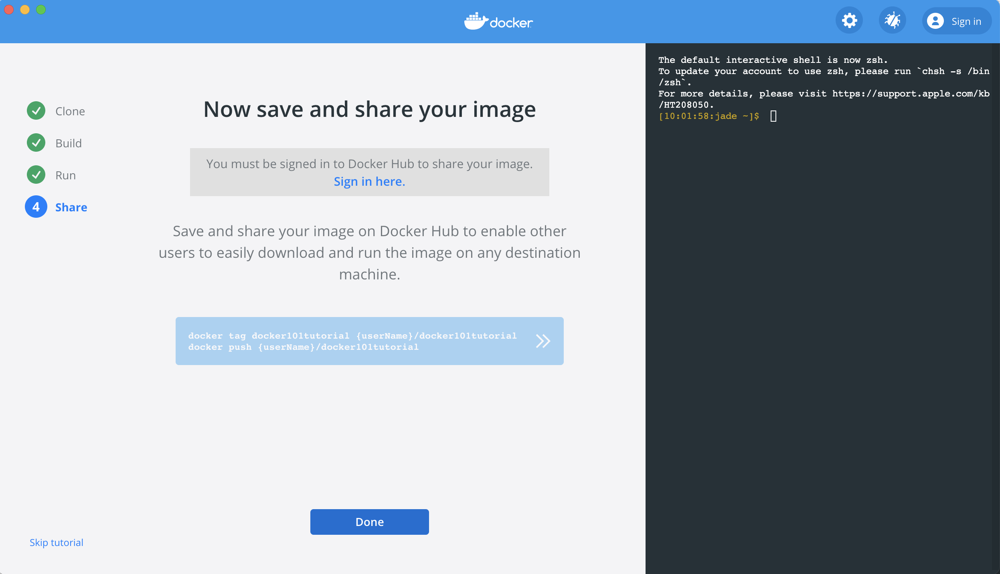 docker
Sign in
Clone
Build
Run
4 Share
Now save and share your image
You must be signed in to Docker Hub to share your image.
Sign in here.
Save and share your image on Docker Hub to enable other
users to easily download and run the image on any destination
machine.
docker tag docker101tutorial {userName}/docker101tutorial
docker push {userName}/docker101tutorial
Done
Skip tutorial
The default interactive shell is now zsh.
To update your account to use zsh, please run `chsh -s /bin
/zsh`.
For more details, please visit https://support.apple.com/kb
/HT208050.
[10:01:58:jade ~]$